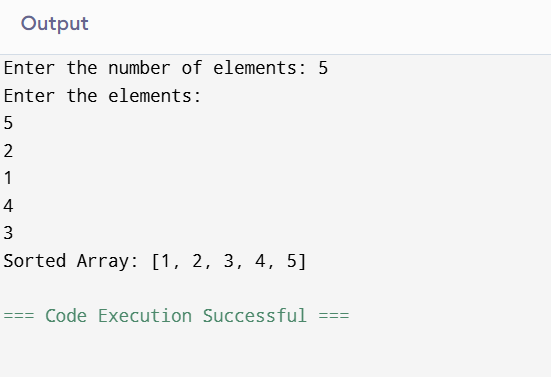 Output
Enter the number of elements: 5
Enter the elements:
5
2
1
4
3
Sorted Array: [1, 2, 3, 4, 5]
=== Code Execution Successful ===